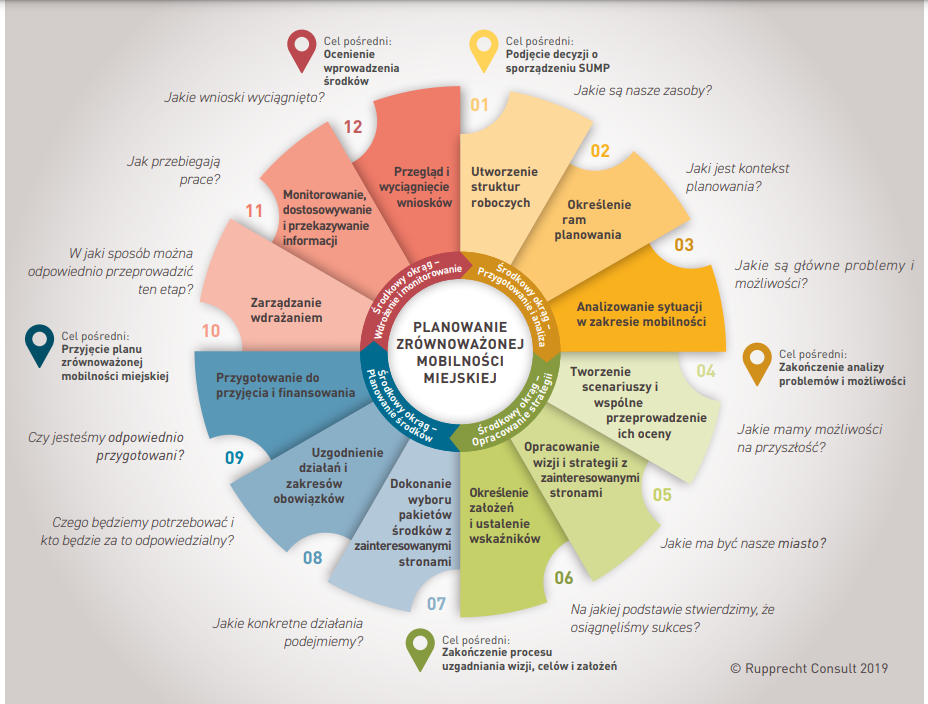 Cel pośredni:
Ocenienie
wprowadzenia
środków
Cel pośredni:
Podjęcie decyzji o
sporządzeniu SUMP
Jakie wnioski wyciągnięto?
12
Przegląd i
wyciągnięcie
wniosków
01
Utworzenie
struktur
roboczych
Jakie są nasze zasoby?
02
Określenie
ram
planowania
Jaki jest kontekst
planowania?
03
Analizowanie sytuacji
w zakresie mobilności
Jakie są główne problemy i
możliwości?
Cel pośredni:
Zakończenie analizy
problemów i możliwości
04
Tworzenie
scenariuszy i
wspólne
przeprowadzenie
ich oceny
Jakie mamy możliwości
na przyszłość?
05
Opracowanie
wizji i strategii z
zainteresowanymi
stronami
Jakie ma być nasze miasto?
06
Określenie
założeń
i ustalenie
wskaźników
Na jakiej podstawie stwierdzimy, że
osiągnęliśmy sukces?
Cel pośredni:
Zakończenie procesu
uzgadniania wizji, celów i założeń
07
Dokonanie
wyboru
pakietów
środków z
zainteresowanymi
stronami
Jakie konkretne działania
podejmiemy?
08
Uzgodnienie
działań i
zakresów
obowiązków
Czego będziemy potrzebować i
kto będzie za to odpowiedzialny?
09
Przygotowanie do
przyjęcia i finansowania
Czy jesteśmy odpowiednio
przygotowani?
Cel pośredni:
Przyjęcie planu
zrównoważonej
mobilności miejskiej
10
Zarządzanie
wdrażaniem
W jaki sposób można
odpowiednio przeprowadzić
ten etap?
11
Monitorowanie,
dostosowywanie
i przekazywanie
informacji
Jak przebiegają
prace?
Środkowy okrąg –
Wdrożenie i monitorowanie
Środkowy okrąg –
Przygotowanie i analiza
Środkowy okrąg –
Opracowanie strategii
Środkowy okrąg –
Planowanie środków
PLANOWANIE
ZRÓWNOWAŻONEJ
MOBILNOŚCI
MIEJSKIEJ
© Rupprecht Consult 2019